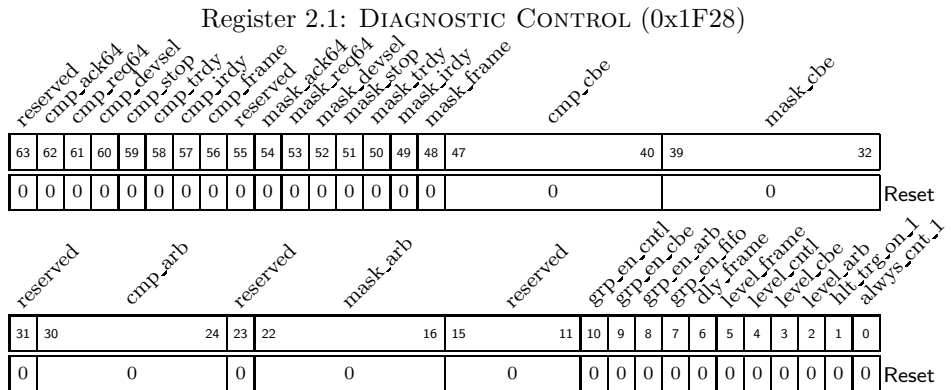 Register 2.1: DIAGNOSTIC CONTROL (0x1F28)
reserved cmp_ack64 cmp_req64 cmp_devsel cmp_stop cmp_trdy cmp_irdy cmp_frame reserved mask_ack64 mask_req64 mask_devsel mask_stop mask_trdy mask_irdy mask_frame cmp_cbe mask_cbe
63 62 61 60 59 58 57 56 55 54 53 52 51 50 49 48 47 40 39 32
0 0 0 0 0 0 0 0 0 0 0 0 0 0 0 0 0 0 Reset
reserved cmp_arb reserved mask_arb reserved grp_en_cntl grp_en_cbe grp_en_arb grp_en_fifo dly_frame level_frame level_cntl level_cbe level_arb hlt_trg_on_1 alwys_cnt_1
31 30 24 23 22 16 15 11 10 9 8 7 6 5 4 3 2 1 0
0 0 0 0 0 0 0 0 0 0 0 0 0 0 0 0 Reset